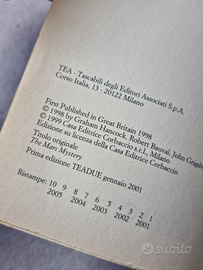 TEA - Tascabili degli Editori Associati S.p.A.
Corso Italia, 13 - 20122 Milano
First Published in Great Britain 1998
© 1998 by Graham Hancock, Robert Bauval, John Grigsby
© 1999 Casa Editrice Corbaccio s.r.l., Milano
Edizione su licenza della Casa Editrice Corbaccio
Titolo originale
The Mars Mystery
Prima edizione TEADUE gennaio 2001
Ristampe: 10 9 8 7 6 5 3 2 1
2005 2004 2003 2002 2001
subito